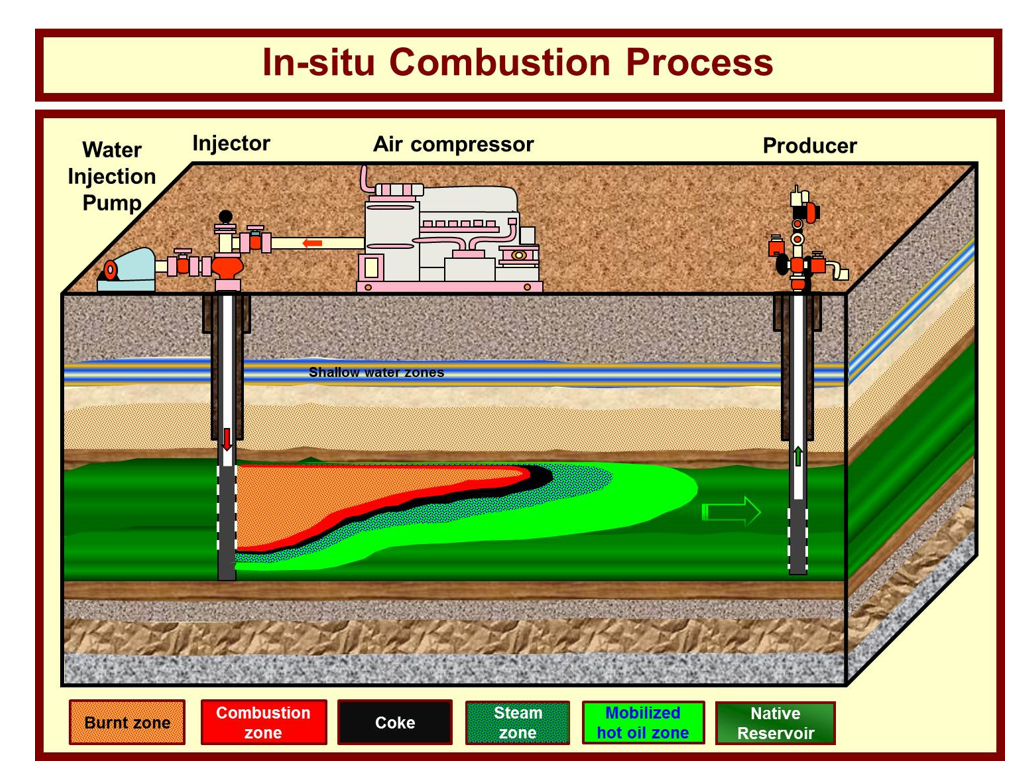 In-situ Combustion Process
Water
Injection
Pump
Injector
Air compressor
Producer
Shallow water zones
Burnt zone
Combustion
zone
Coke
Steam
zone
Mobilized
hot oil zone
Native
Reservoir